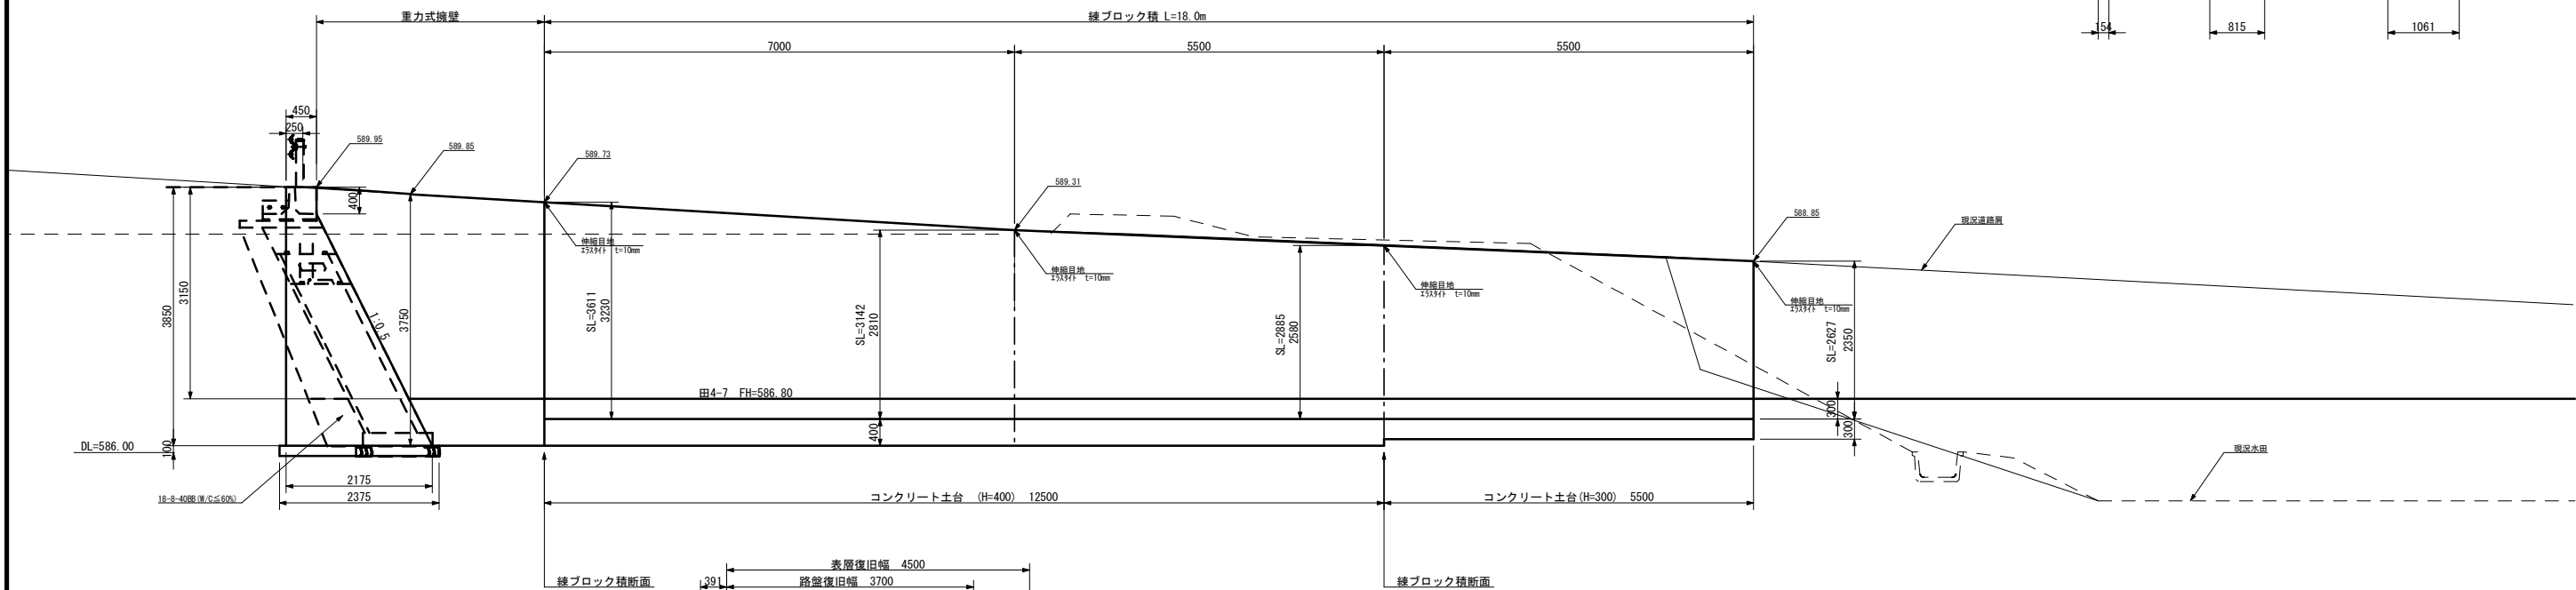 重力式擁壁
練ブロック積 L=18.0m
154
815
1061
7000
5500
5500
450
250
589.95
589.85
589.73
589.31
588.85
現況道路肩
400
伸縮目地
エラスタイト t=10mm
伸縮目地
エラスタイト t=10mm
伸縮目地
エラスタイト t=10mm
伸縮目地
エラスタイト t=10mm
3850
3150
1:0.5
3750
SL=3611
3230
SL=3142
2810
SL=2885
2580
SL=2627
2350
田4-7 FH=586.80
300
400
300
DL=586.00
100
現況水田
2175
18-8-40BB(W/C≦60%)
2375
コンクリート土台 (H=400) 12500
コンクリート土台(H=300) 5500
表層復旧幅 4500
練ブロック積断面
391
路盤復旧幅 3700
練ブロック積断面